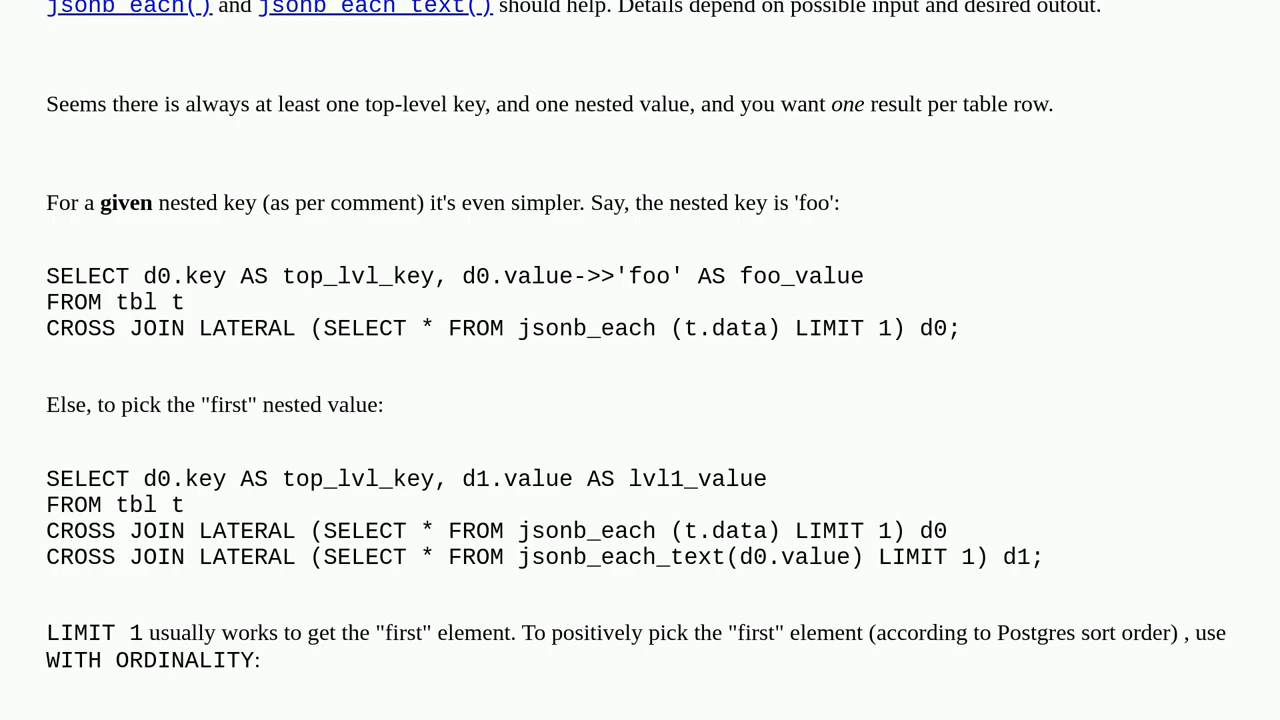 jsonb_each() and jsonb_each_text() should help. Details depend on possible input and desired outout.
Seems there is always at least one top-level key, and one nested value, and you want one result per table row.
For a given nested key (as per comment) it's even simpler. Say, the nested key is 'foo':
SELECT d0.key AS top_lvl_key, d0.value->>'foo' AS foo_value
FROM tbl t
CROSS JOIN LATERAL (SELECT * FROM jsonb_each (t.data) LIMIT 1) d0;
Else, to pick the "first" nested value:
SELECT d0.key AS top_lvl_key, d1.value AS lvl1_value
FROM tbl t
CROSS JOIN LATERAL (SELECT * FROM jsonb_each (t.data) LIMIT 1) d0
CROSS JOIN LATERAL (SELECT * FROM jsonb_each_text(d0.value) LIMIT 1) d1;
LIMIT 1 usually works to get the "first" element. To positively pick the "first" element (according to Postgres sort order) , use
WITH ORDINALITY: